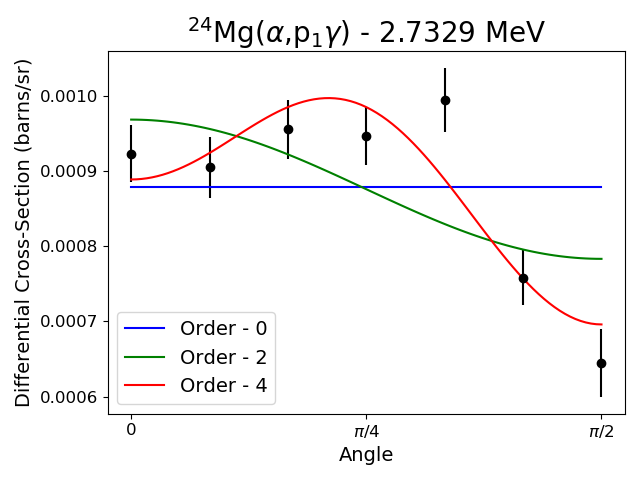 ²⁴Mg(α,p₁γ) - 2.7329 MeV
Differential Cross-Section (barns/sr)
0.0010
0.0009
0.0008
0.0007
0.0006
Order - 0
Order - 2
Order - 4
0
π/4
π/2
Angle